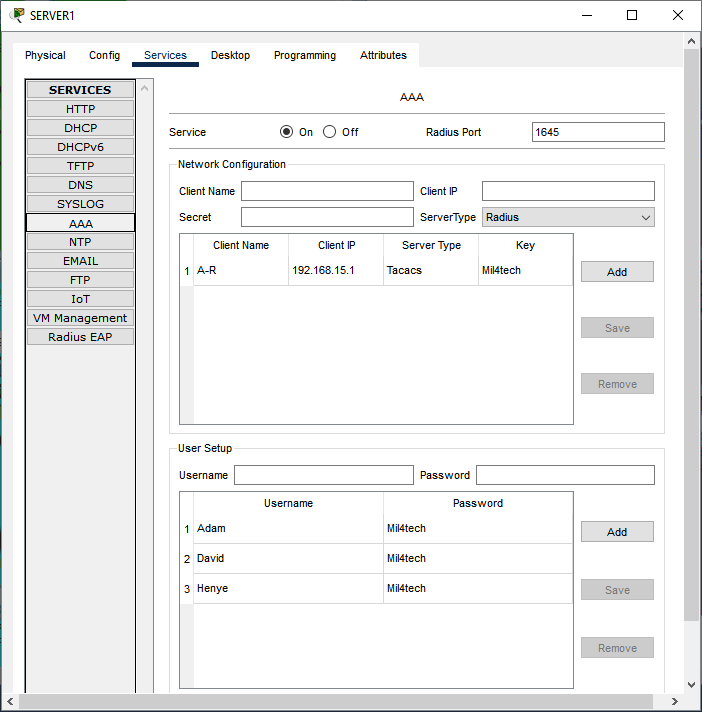 SERVER1
Physical Config Services Desktop Programming Attributes
SERVICES
HTTP
DHCP
DHCPv6
TFTP
DNS
SYSLOG
AAA
NTP
EMAIL
FTP
IoT
VM Management
Radius EAP
AAA
Service On Off Radius Port 1645
Network Configuration
Client Name Client IP
Secret ServerType Radius
Client Name Client IP Server Type Key
1 A-R 192.168.15.1 Tacacs Mil4tech
Add
Save
Remove
User Setup
Username Password
Username Password
1 Adam Mil4tech
2 David Mil4tech
3 Henye Mil4tech
Add
Save
Remove